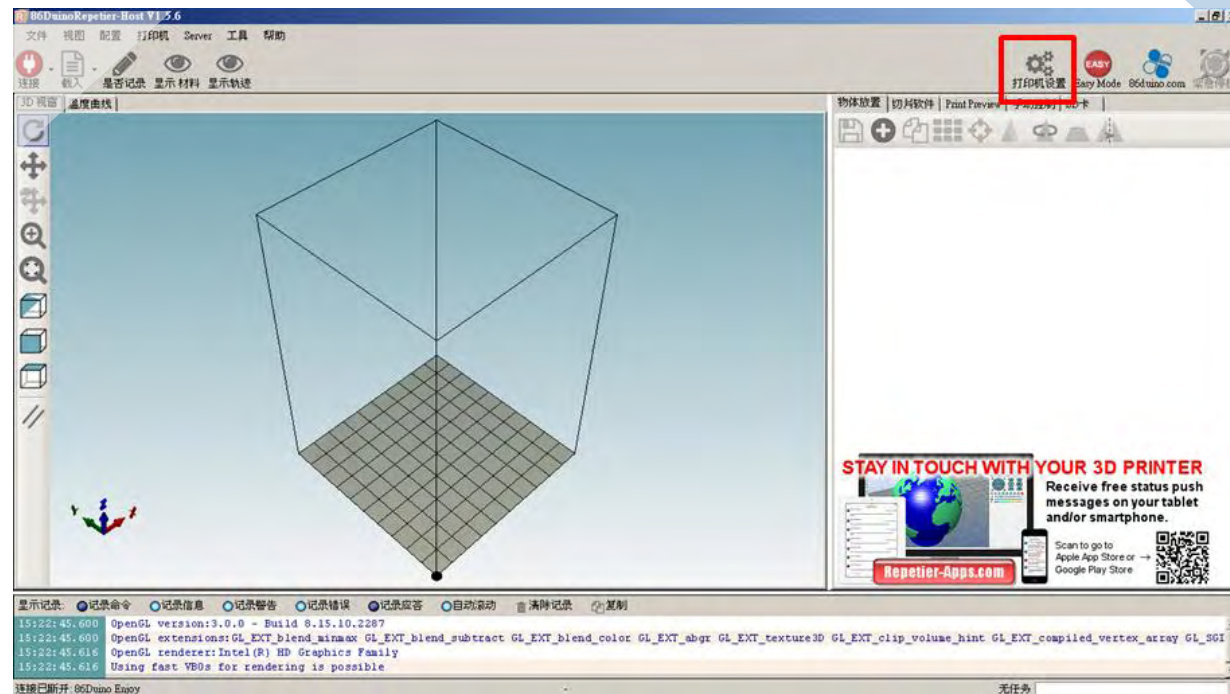 86DuinoRepetier-Host V1.5.6
文件 视图 配置 打印机 Server 工具 帮助
连接 载入 是否记录 显示材料 显示轨迹 打印机设置 Easy Mode 86duino.com
3D 视窗 温度曲线 物体放置 切片软件 Print Preview 手动控制 SD卡
EASY
Y Z X
STAY IN TOUCH WITH YOUR 3D PRINTER
Receive free status push
messages on your tablet
and/or smartphone.
Scan to go to
Apple App Store or →
Google Play Store
Repetier-Apps.com
显示记录: 记录命令 记录信息 记录警告 记录错误 记录应答 自动滚动 清除记录 复制
15:22:45.600 OpenGL version:3.0.0 - Build 8.15.10.2287
15:22:45.600 OpenGL extensions:GL_EXT_blend_minmax GL_EXT_blend_subtract GL_EXT_blend_color GL_EXT_abgr GL_EXT_texture3D GL_EXT_clip_volume_hint GL_EXT_compiled_vertex_array GL_SGI
15:22:45.616 OpenGL renderer:Intel(R) HD Graphics Family
15:22:45.616 Using fast VBOs for rendering is possible
连接已断开: 86Duino Enjoy - 无任务